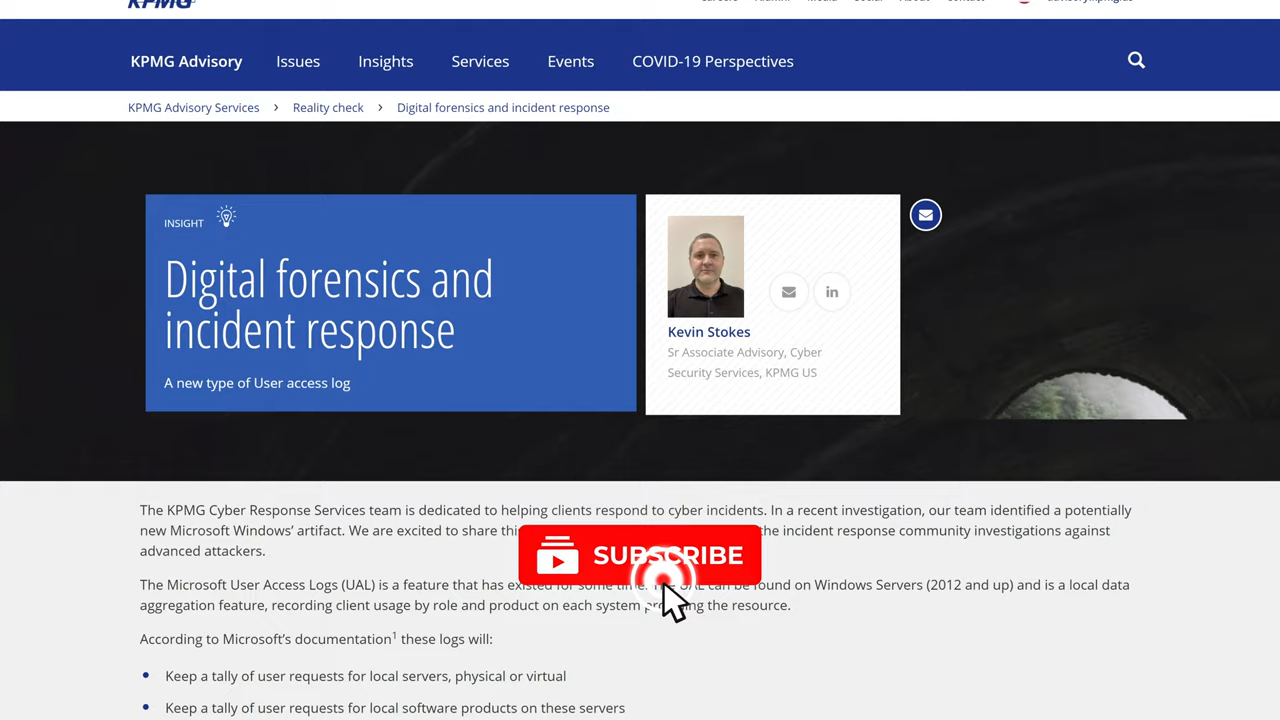 KPMG
KPMG Advisory Issues Insights Services Events COVID-19 Perspectives
KPMG Advisory Services › Reality check › Digital forensics and incident response
INSIGHT
Digital forensics and
incident response
A new type of User access log
in
Kevin Stokes
Sr Associate Advisory, Cyber
Security Services, KPMG US
The KPMG Cyber Response Services team is dedicated to helping clients respond to cyber incidents. In a recent investigation, our team identified a potentially
new Microsoft Windows’ artifact. We are excited to share the incident response community investigations against
advanced attackers.
SUBSCRIBE
The Microsoft User Access Logs (UAL) is a feature that has existed for some time. can be found on Windows Servers (2012 and up) and is a local data
aggregation feature, recording client usage by role and product on each system the resource.
According to Microsoft’s documentation1 these logs will:
• Keep a tally of user requests for local servers, physical or virtual
• Keep a tally of user requests for local software products on these servers